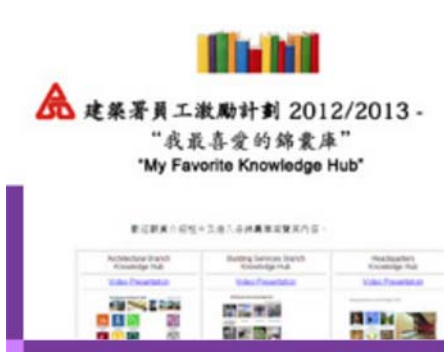 建築署員工激勵計劃 2012/2013 -
“我最喜愛的錦囊庫”
"My Favorite Knowledge Hub"
Architectural Branch
Knowledge Hub
Building Services Branch
Knowledge Hub
Headquarters
Knowledge Hub
Video Presentation
Video Presentation
Video Presentation